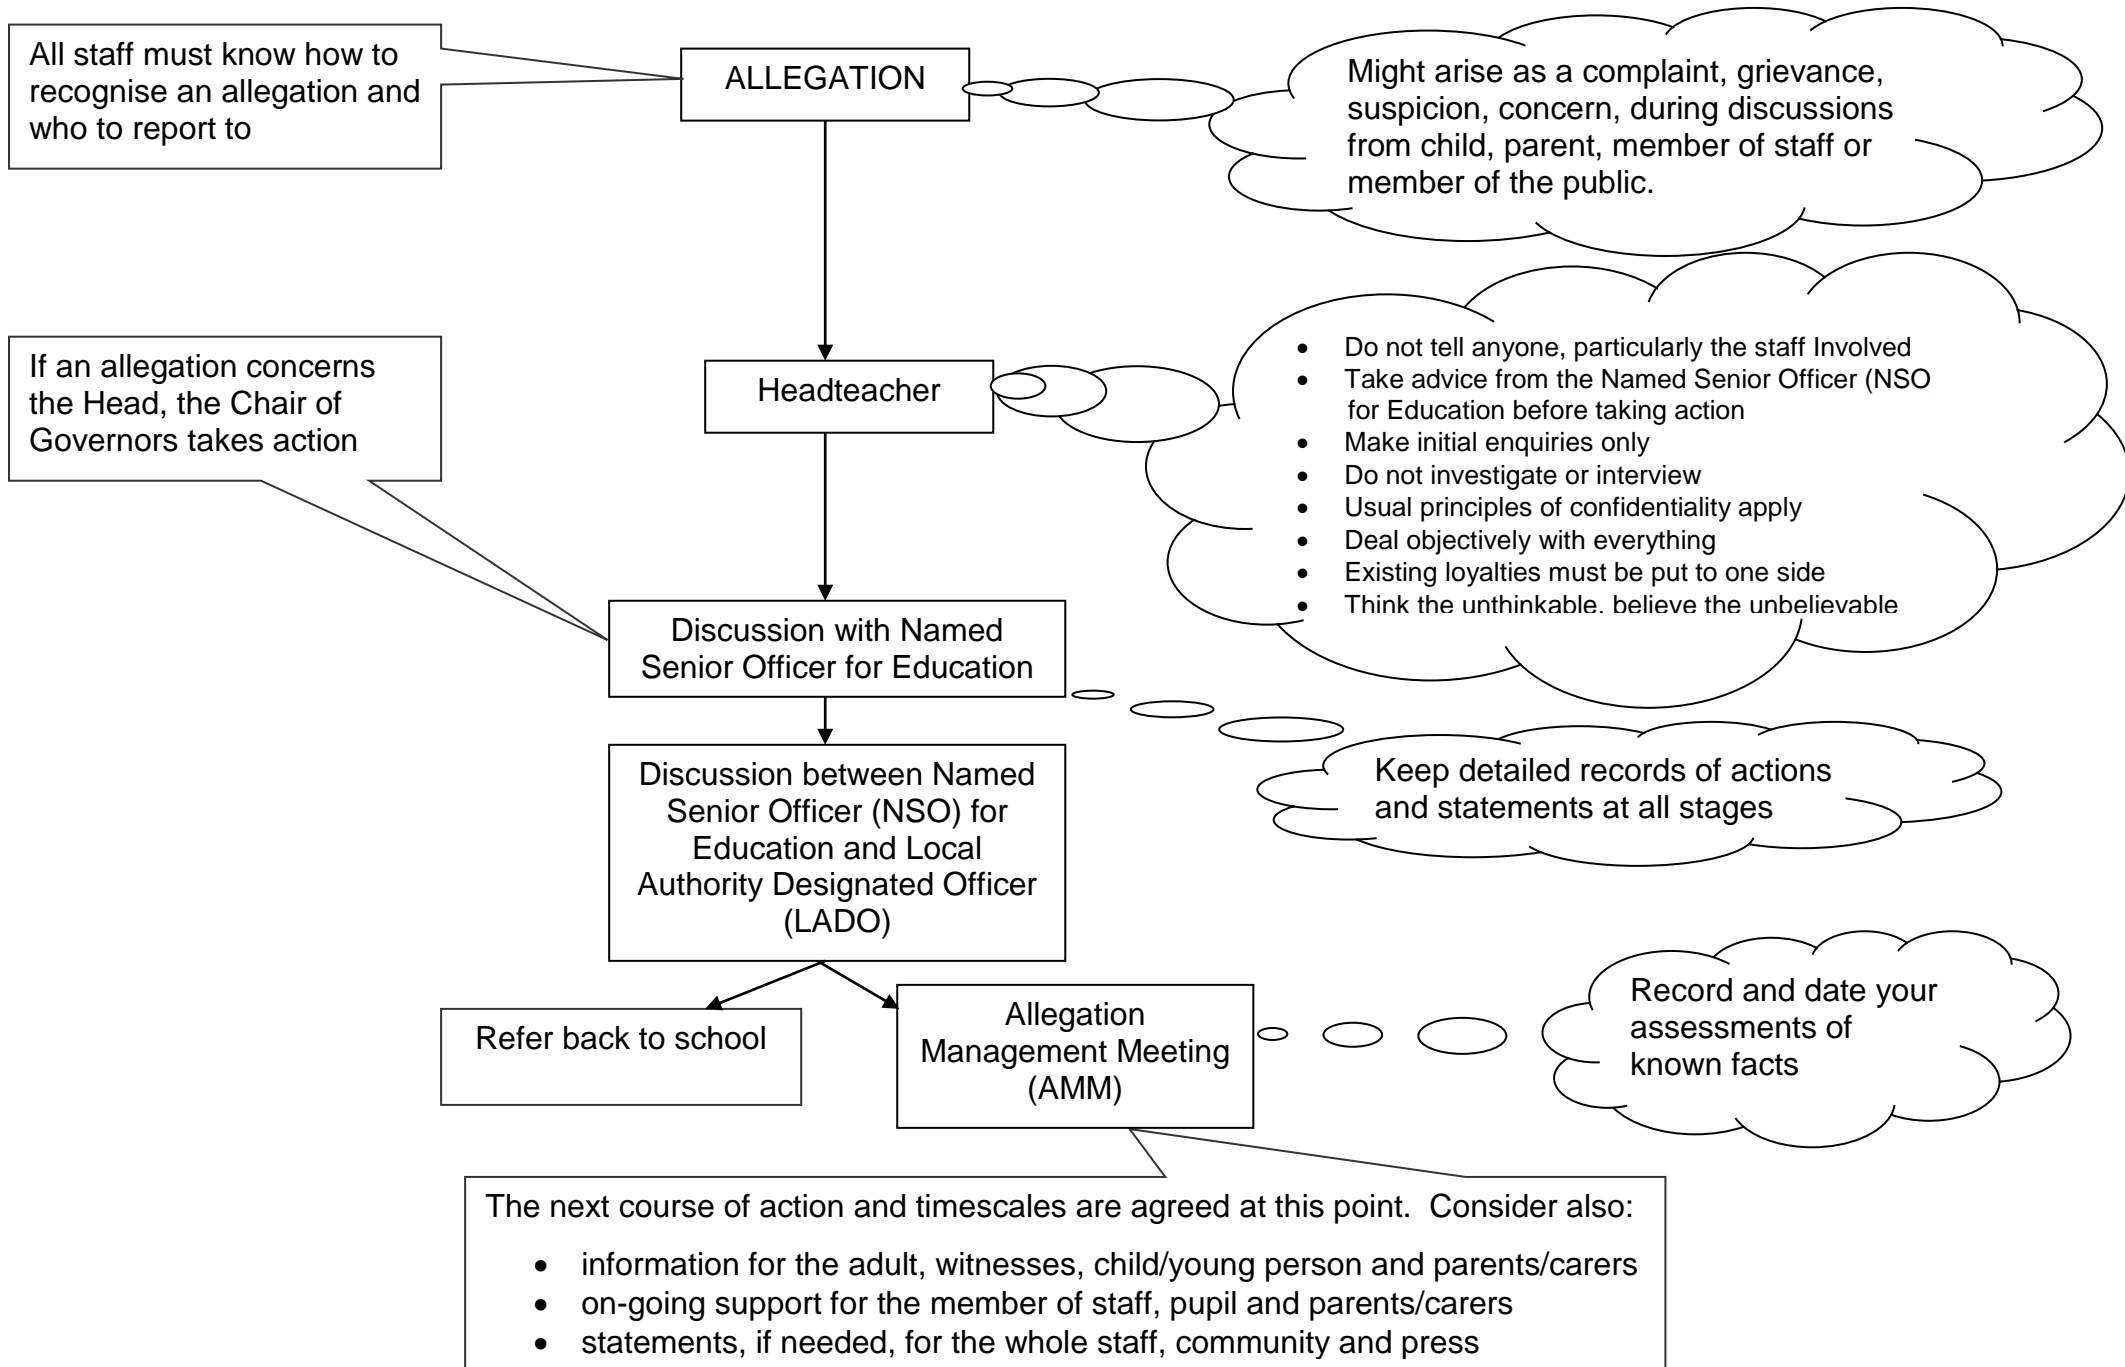 All staff must know how to
recognise an allegation and
who to report to
ALLEGATION
Might arise as a complaint, grievance,
suspicion, concern, during discussions
from child, parent, member of staff or
member of the public.
If an allegation concerns
the Head, the Chair of
Governors takes action
Headteacher
• Do not tell anyone, particularly the staff Involved
• Take advice from the Named Senior Officer (NSO
for Education before taking action
• Make initial enquiries only
• Do not investigate or interview
• Usual principles of confidentiality apply
• Deal objectively with everything
• Existing loyalties must be put to one side
• Think the unthinkable, believe the unbelievable
Discussion with Named
Senior Officer for Education
Discussion between Named
Senior Officer (NSO) for
Education and Local
Authority Designated Officer
(LADO)
Keep detailed records of actions
and statements at all stages
Refer back to school
Allegation
Management Meeting
(AMM)
Record and date your
assessments of
known facts
The next course of action and timescales are agreed at this point.  Consider also:
• information for the adult, witnesses, child/young person and parents/carers
• on-going support for the member of staff, pupil and parents/carers
• statements, if needed, for the whole staff, community and press